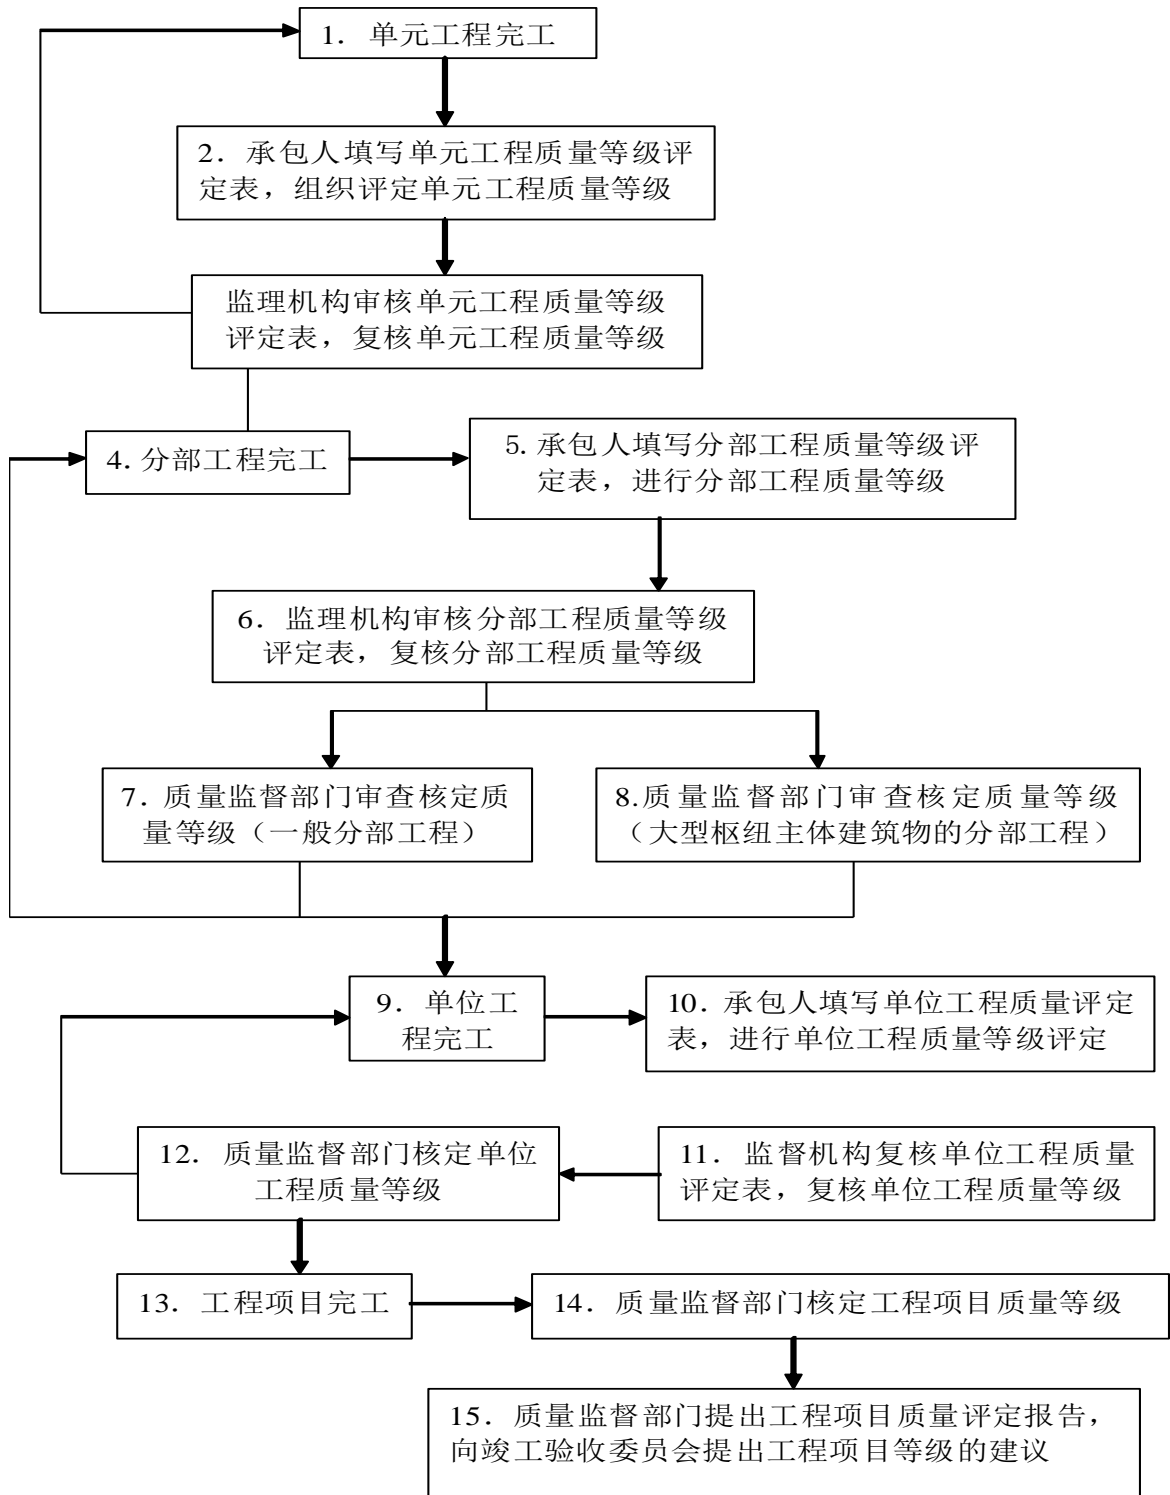 1. 单元工程完工
2. 承包人填写单元工程质量等级评
定表，组织评定单元工程质量等级
监理机构审核单元工程质量等级
评定表，复核单元工程质量等级
4. 分部工程完工
5. 承包人填写分部工程质量等级评
定表，进行分部工程质量等级
6. 监理机构审核分部工程质量等级
评定表，复核分部工程质量等级
7. 质量监督部门审查核定质
量等级（一般分部工程）
8.质量监督部门审查核定质量等级
（大型枢纽主体建筑物的分部工程）
9. 单位工
程完工
10. 承包人填写单位工程质量评定
表，进行单位工程质量等级评定
12. 质量监督部门核定单位
工程质量等级
11. 监督机构复核单位工程质量
评定表，复核单位工程质量等级
13. 工程项目完工
14. 质量监督部门核定工程项目质量等级
15. 质量监督部门提出工程项目质量评定报告，
向竣工验收委员会提出工程项目等级的建议